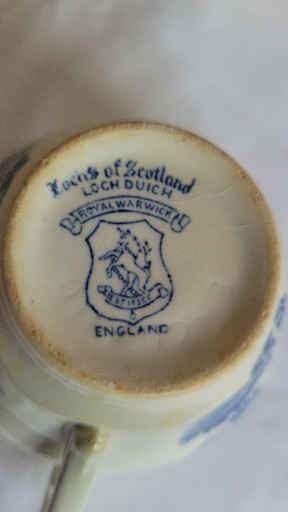 Lochs of Scotland
LOCH DUICH
ROYAL WARWICK
ENGLAND